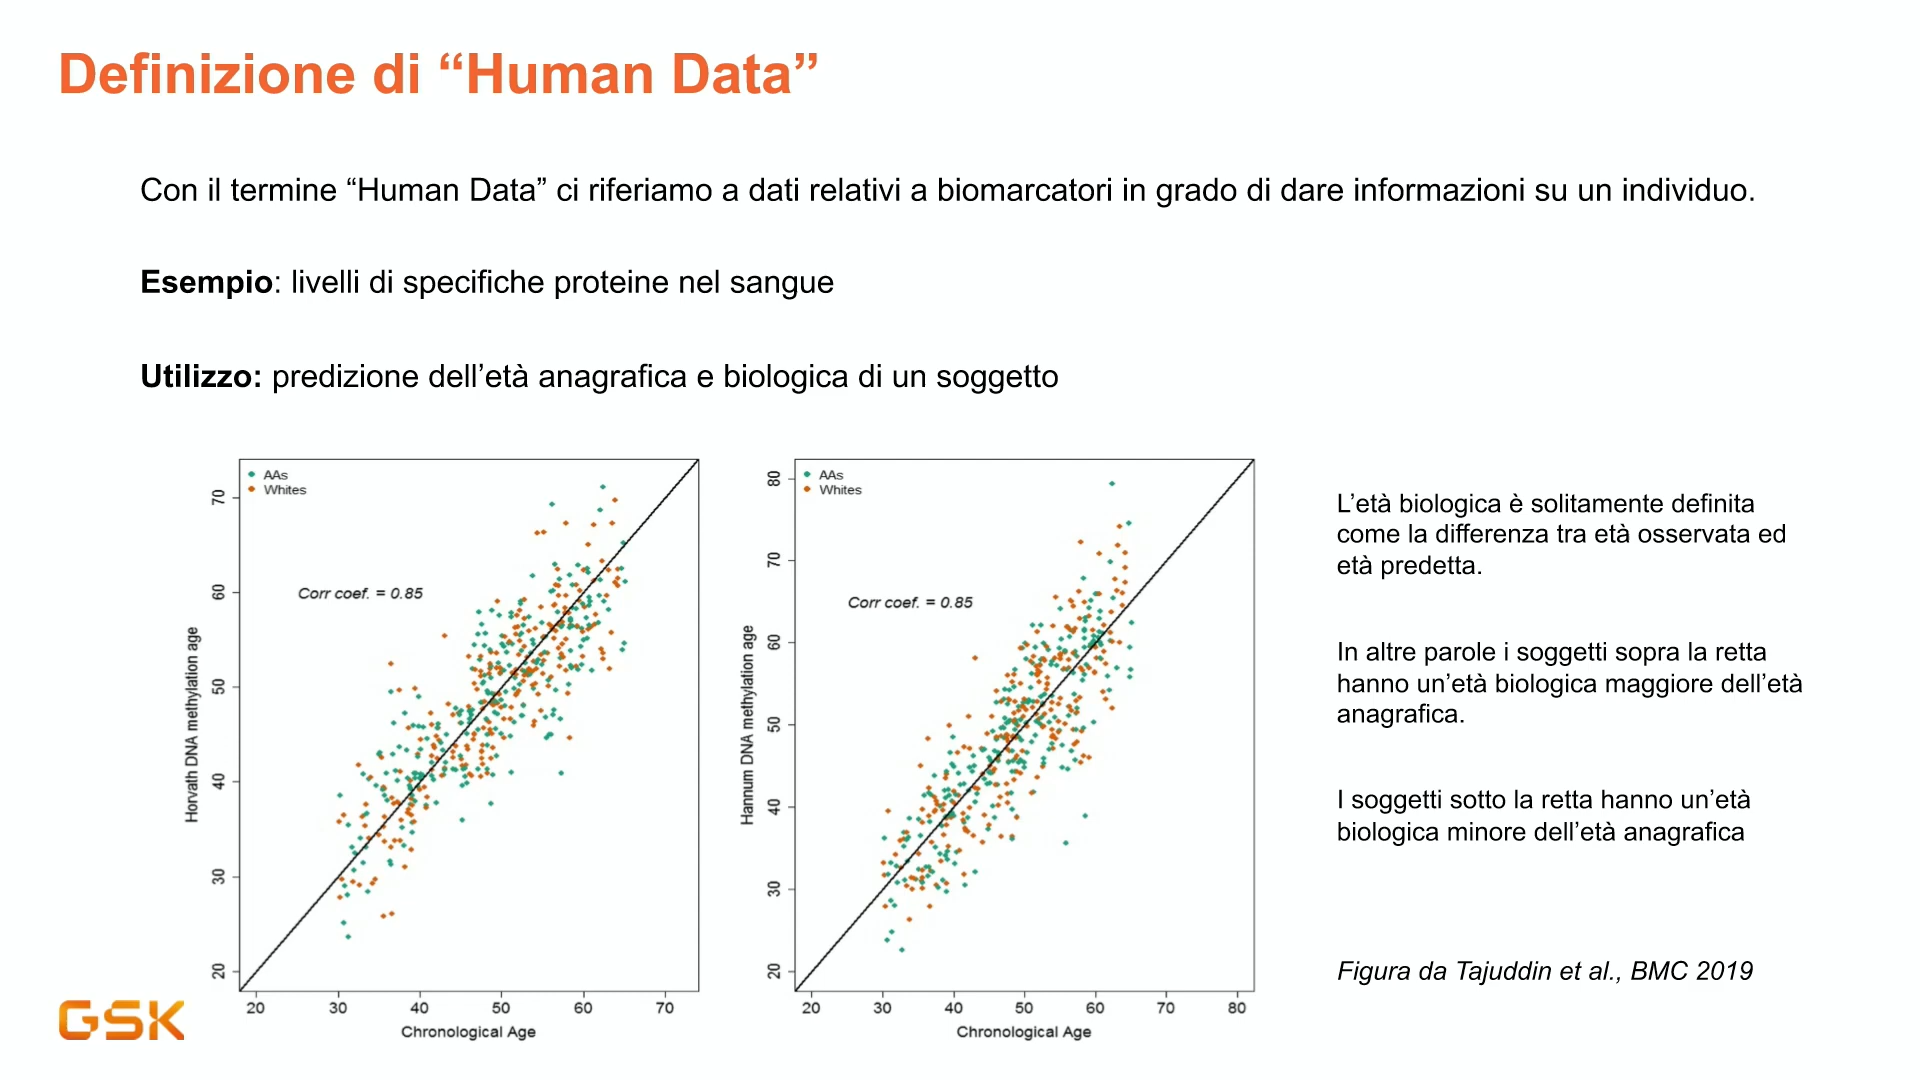 Definizione di “Human Data”
Con il termine “Human Data” ci riferiamo a dati relativi a biomarcatori in grado di dare informazioni su un individuo.
Esempio: livelli di specifiche proteine nel sangue
Utilizzo: predizione dell’età anagrafica e biologica di un soggetto
AAs
Whites
Corr coef. = 0.85
Horvath DNA methylation age
70
60
50
40
30
20
20 30 40 50 60 70
Chronological Age
AAs
Whites
Corr coef. = 0.85
Hannum DNA methylation age
80
70
60
50
40
30
20
20 30 40 50 60 70 80
Chronological Age
L’età biologica è solitamente definita
come la differenza tra età osservata ed
età predetta.
In altre parole i soggetti sopra la retta
hanno un’età biologica maggiore dell’età
anagrafica.
I soggetti sotto la retta hanno un’età
biologica minore dell’età anagrafica
Figura da Tajuddin et al., BMC 2019
GSK